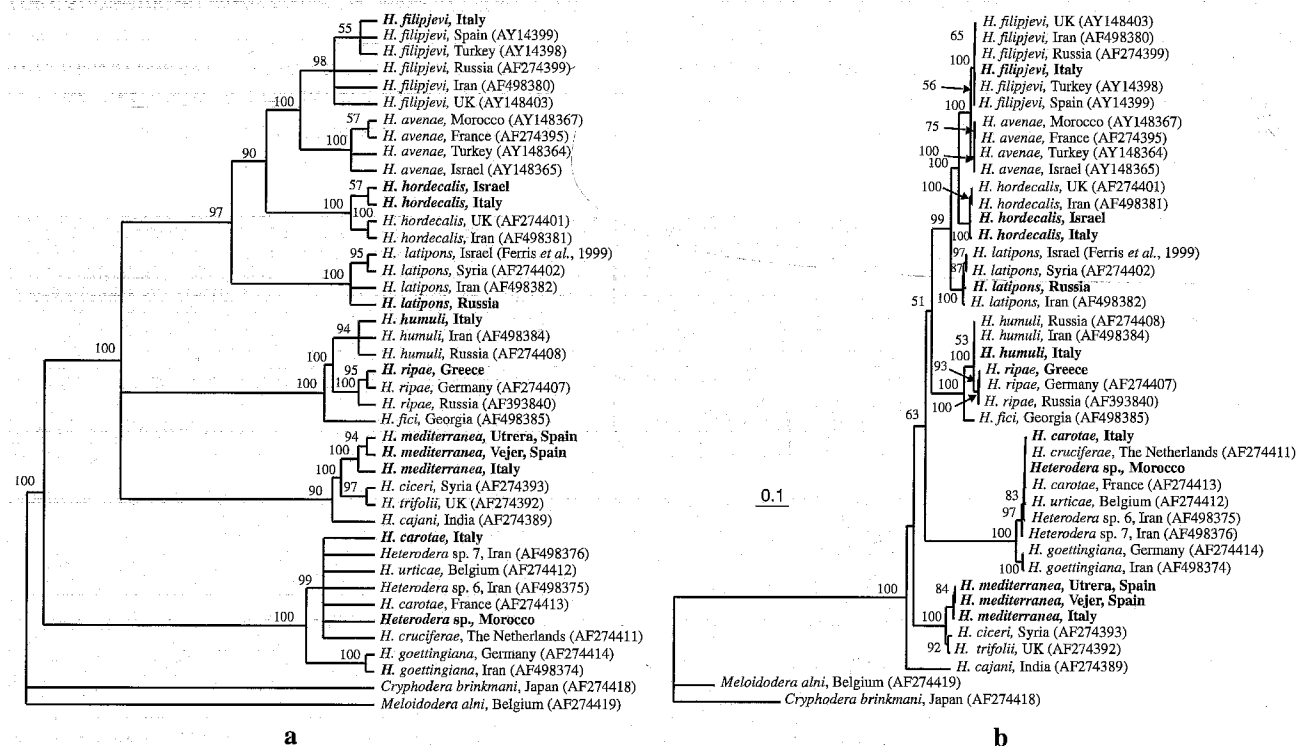 H. filipjevi, Italy
H. filipjevi, Spain (AY14399)
H. filipjevi, Turkey (AY14398)
H. filipjevi, Russia (AF274399)
H. filipjevi, Iran (AF498380)
H. filipjevi, UK (AY148403)
H. avenae, Morocco (AY148367)
H. avenae, France (AF274395)
H. avenae, Turkey (AY148364)
H. avenae, Israel (AY148365)
H. hordecalis, Israel
H. hordecalis, Italy
H. hordecalis, UK (AF274401)
H. hordecalis, Iran (AF498381)
H. latipons, Israel (Ferris et al., 1999)
H. latipons, Syria (AF274402)
H. latipons, Iran (AF498382)
H. latipons, Russia
H. humuli, Italy
H. humuli, Iran (AF498384)
H. humuli, Russia (AF274408)
H. ripae, Greece
H. ripae, Germany (AF274407)
H. ripae, Russia (AF393840)
H. fici, Georgia (AF498385)
H. mediterranea, Utrera, Spain
H. mediterranea, Vejer, Spain
H. mediterranea, Italy
H. ciceri, Syria (AF274393)
H. trifolii, UK (AF274392)
H. cajani, India (AF274389)
H. carotae, Italy
Heterodera sp. 7, Iran (AF498376)
H. urticae, Belgium (AF274412)
Heterodera sp. 6, Iran (AF498375)
H. carotae, France (AF274413)
Heterodera sp., Morocco
H. cruciferae, The Netherlands (AF274411)
H. goettingiana, Germany (AF274414)
H. goettingiana, Iran (AF498374)
Cryphodera brinkmani, Japan (AF274418)
Meloidodera alni, Belgium (AF274419)
55
98
100
57
100
90
57
100
100
97
95
100
100
94
100
95
100
100
94
100
100
97
90
100
99
100
100
a
H. filipjevi, UK (AY148403)
H. filipjevi, Iran (AF498380)
H. filipjevi, Russia (AF274399)
H. filipjevi, Italy
H. filipjevi, Turkey (AY14398)
H. filipjevi, Spain (AY14399)
H. avenae, Morocco (AY148367)
H. avenae, France (AF274395)
H. avenae, Turkey (AY148364)
H. avenae, Israel (AY148365)
H. hordecalis, UK (AF274401)
H. hordecalis, Iran (AF498381)
H. hordecalis, Israel
H. hordecalis, Italy
H. latipons, Israel (Ferris et al., 1999)
H. latipons, Syria (AF274402)
H. latipons, Russia
H. latipons, Iran (AF498382)
H. humuli, Russia (AF274408)
H. humuli, Iran (AF498384)
H. humuli, Italy
H. ripae, Greece
H. ripae, Germany (AF274407)
H. ripae, Russia (AF393840)
H. fici, Georgia (AF498385)
H. carotae, Italy
H. cruciferae, The Netherlands (AF274411)
Heterodera sp., Morocco
H. carotae, France (AF274413)
H. urticae, Belgium (AF274412)
Heterodera sp. 6, Iran (AF498375)
Heterodera sp. 7, Iran (AF498376)
H. goettingiana, Germany (AF274414)
H. goettingiana, Iran (AF498374)
H. mediterranea, Utrera, Spain
H. mediterranea, Vejer, Spain
H. mediterranea, Italy
H. ciceri, Syria (AF274393)
H. trifolii, UK (AF274392)
H. cajani, India (AF274389)
Meloidodera alni, Belgium (AF274419)
Cryphodera brinkmani, Japan (AF274418)
65
100
56
100
75
100
100
100
99
100
97
87
100
51
53
100
93
100
100
63
83
97
100
100
84
100
92
100
0.1
b